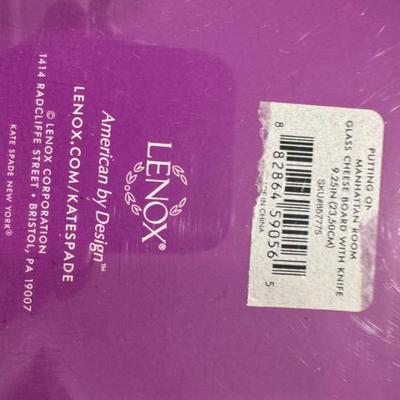 LENOX®
American by Design™
LENOX.COM/KATESPADE
© LENOX CORPORATION
1414 RADCLIFFE STREET • BRISTOL, PA 19007
KATE SPADE NEW YORK®
PUTTING ON
MANHATTAN ROOM
GLASS CHEESE BOARD WITH KNIFE
9.25IN (23.50CM)
SKU#857775
IN CHINA
8 82864 59056 5